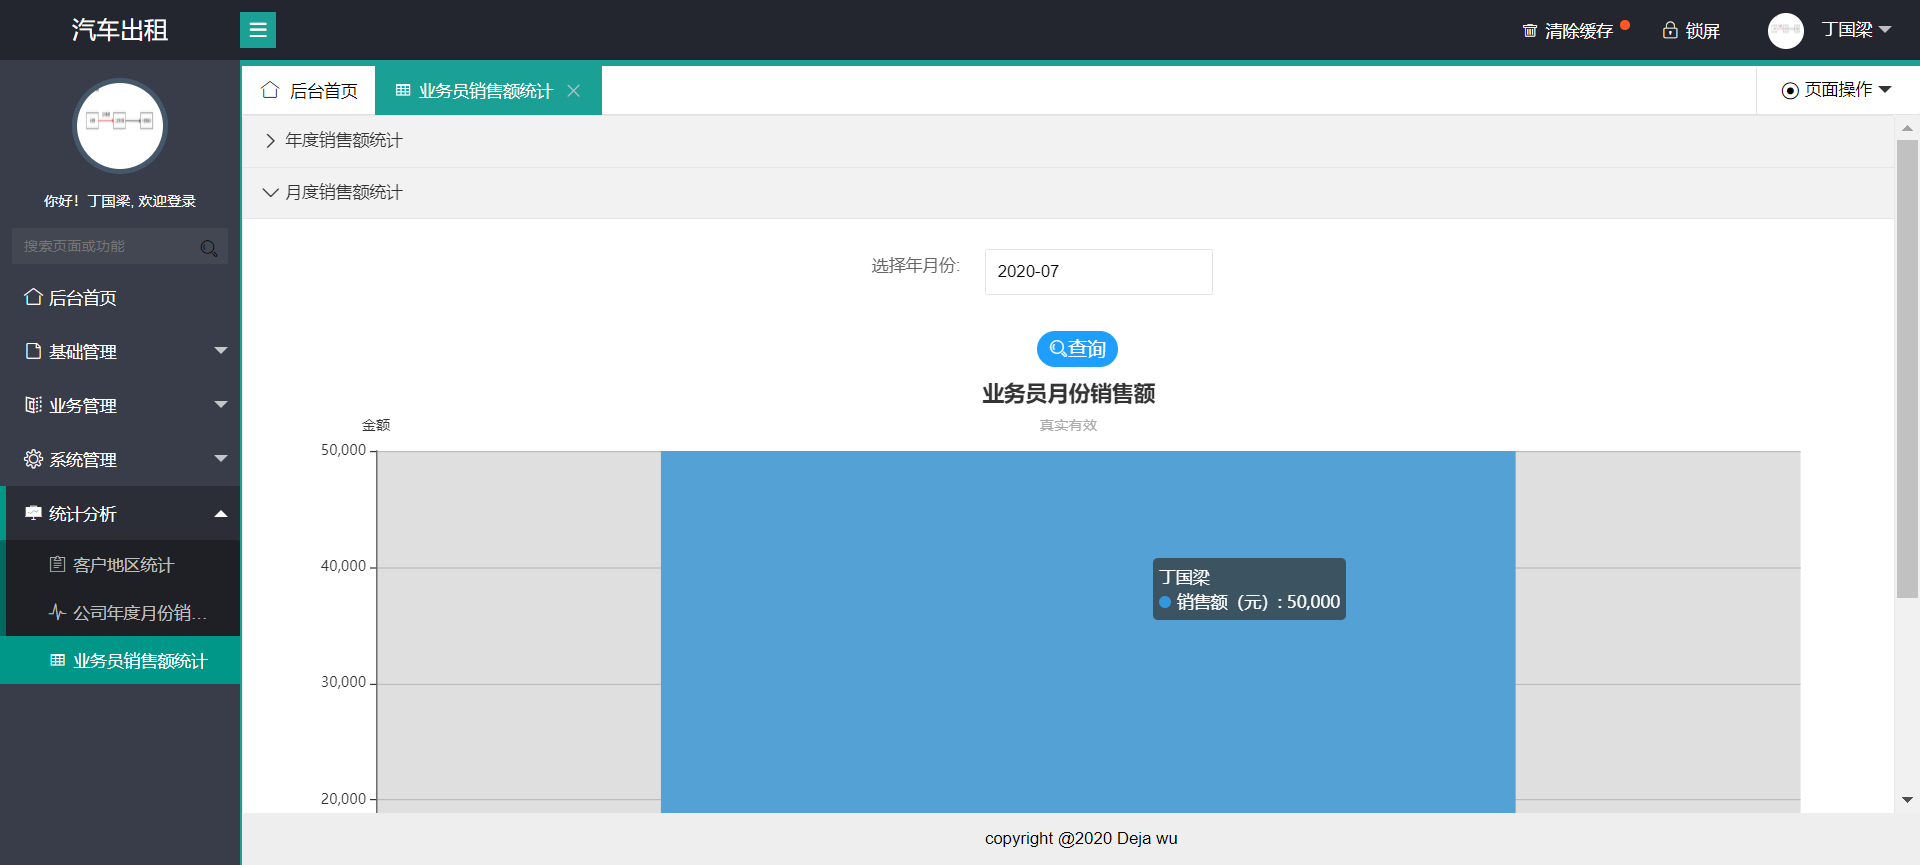 汽车出租
清除缓存
锁屏
丁国梁
你好！丁国梁, 欢迎登录
搜索页面或功能
后台首页
基础管理
业务管理
系统管理
统计分析
客户地区统计
公司年度月份销...
业务员销售额统计
后台首页
业务员销售额统计
页面操作
年度销售额统计
月度销售额统计
选择年月份:
2020-07
查询
业务员月份销售额
真实有效
金额
50,000
40,000
30,000
20,000
丁国梁
销售额（元）: 50,000
copyright @2020 Deja wu